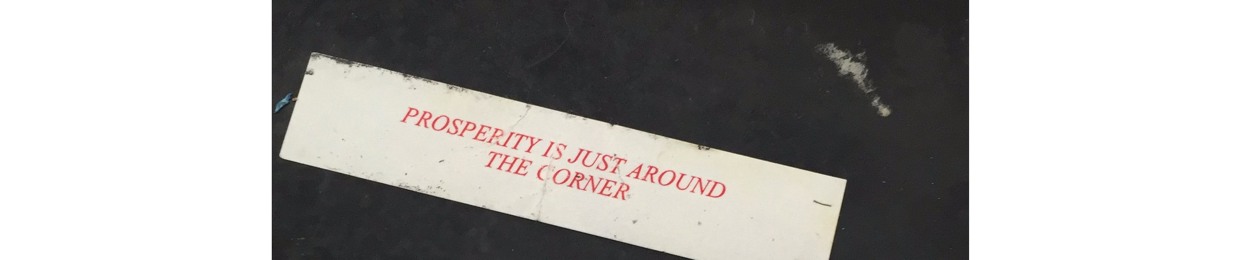 PROSPERITY IS JUST AROUND
THE CORNER